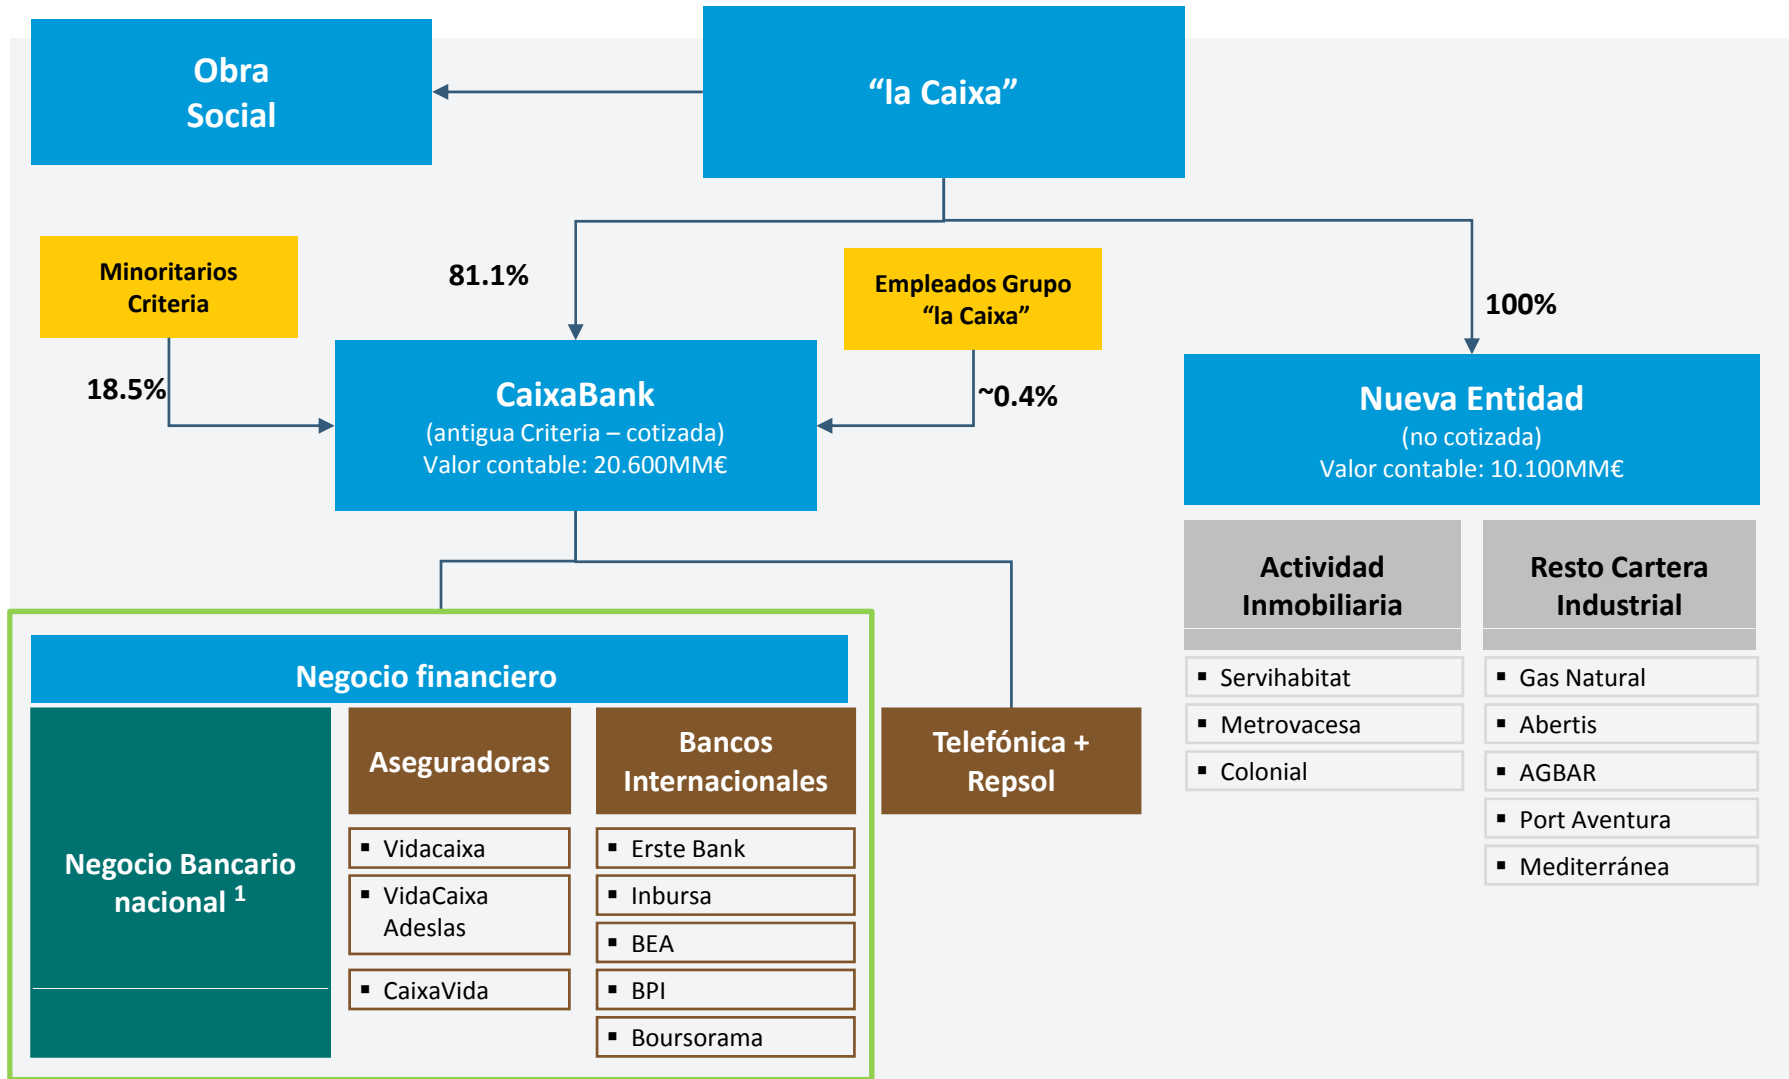 Obra
Social
“la Caixa”
Minoritarios
Criteria
81.1%
Empleados Grupo
“la Caixa”
100%
18.5%
~0.4%
CaixaBank
(antigua Criteria – cotizada)
Valor contable: 20.600MM€
Nueva Entidad
(no cotizada)
Valor contable: 10.100MM€
Actividad
Inmobiliaria
▪ Servihabitat
▪ Metrovacesa
▪ Colonial
Resto Cartera
Industrial
▪ Gas Natural
▪ Abertis
▪ AGBAR
▪ Port Aventura
▪ Mediterránea
Negocio financiero
Negocio Bancario
nacional 1
Aseguradoras
▪ Vidacaixa
▪ VidaCaixa
Adeslas
▪ CaixaVida
Bancos
Internacionales
▪ Erste Bank
▪ Inbursa
▪ BEA
▪ BPI
▪ Boursorama
Telefónica +
Repsol